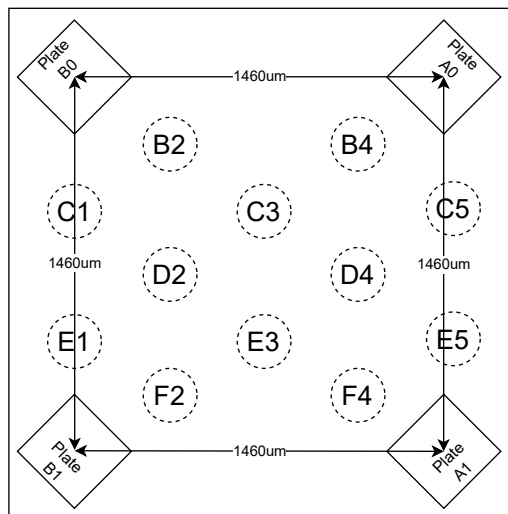 Plate
B0
1460um
Plate
A0
B2
B4
C1
C3
C5
1460um
D2
D4
1460um
E1
E3
E5
F2
F4
Plate
B1
1460um
Plate
A1